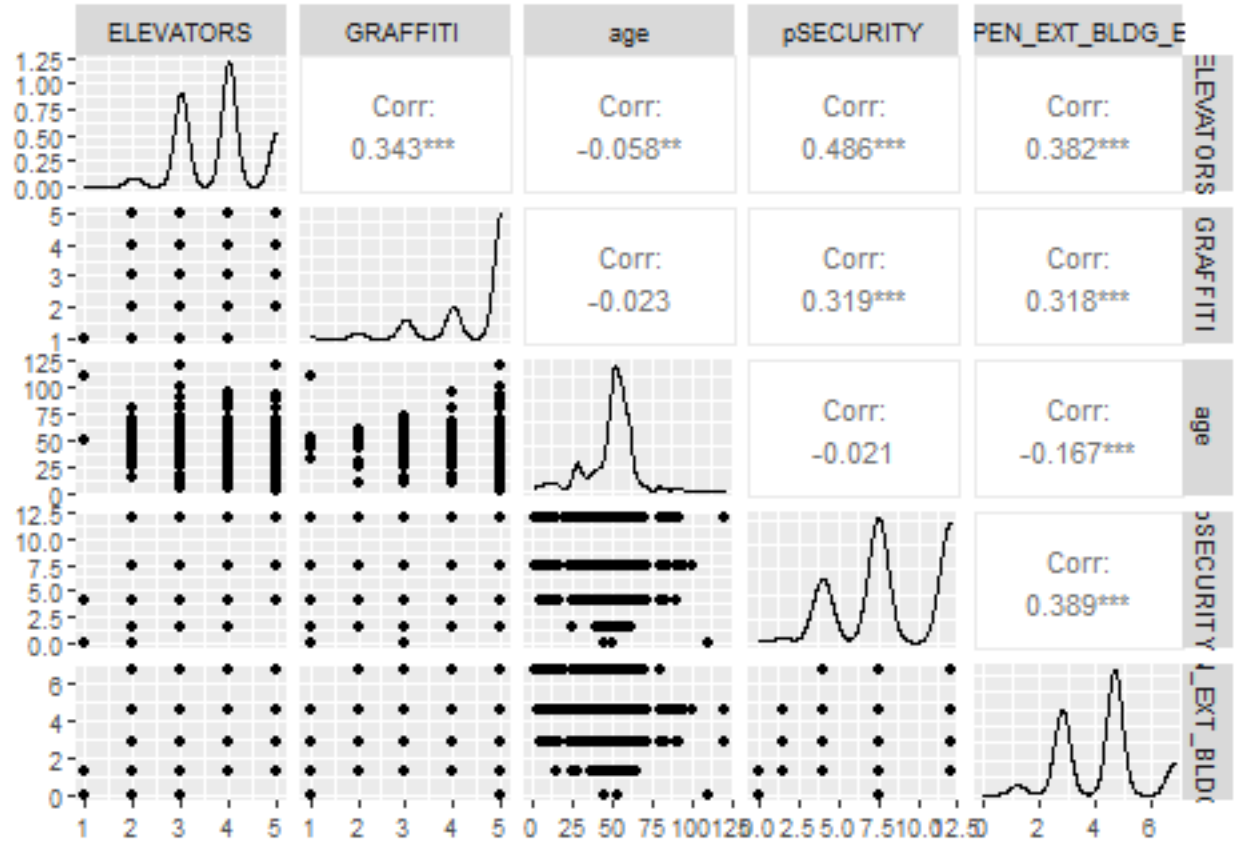 ELEVATORS GRAFFITI age pSECURITY PEN_EXT_BLDG_E
1.25
1.00
0.75
0.50
0.25
0.00
Corr:
0.343***
Corr:
-0.058**
Corr:
0.486***
Corr:
0.382***
ELEVATORS
5
4
3
2
1
Corr:
-0.023
Corr:
0.319***
Corr:
0.318***
GRAFFITI
125
100
75
50
25
0
Corr:
-0.021
Corr:
-0.167***
age
12.5
10.0
7.5
5.0
2.5
0.0
Corr:
0.389***
pSECURITY
6
4
2
0
N_EXT_BLDG
1 2 3 4 5 1 2 3 4 5 0 25 50 75 100 125 0.0 2.5 5.0 7.5 10.0 12.5 0 2 4 6